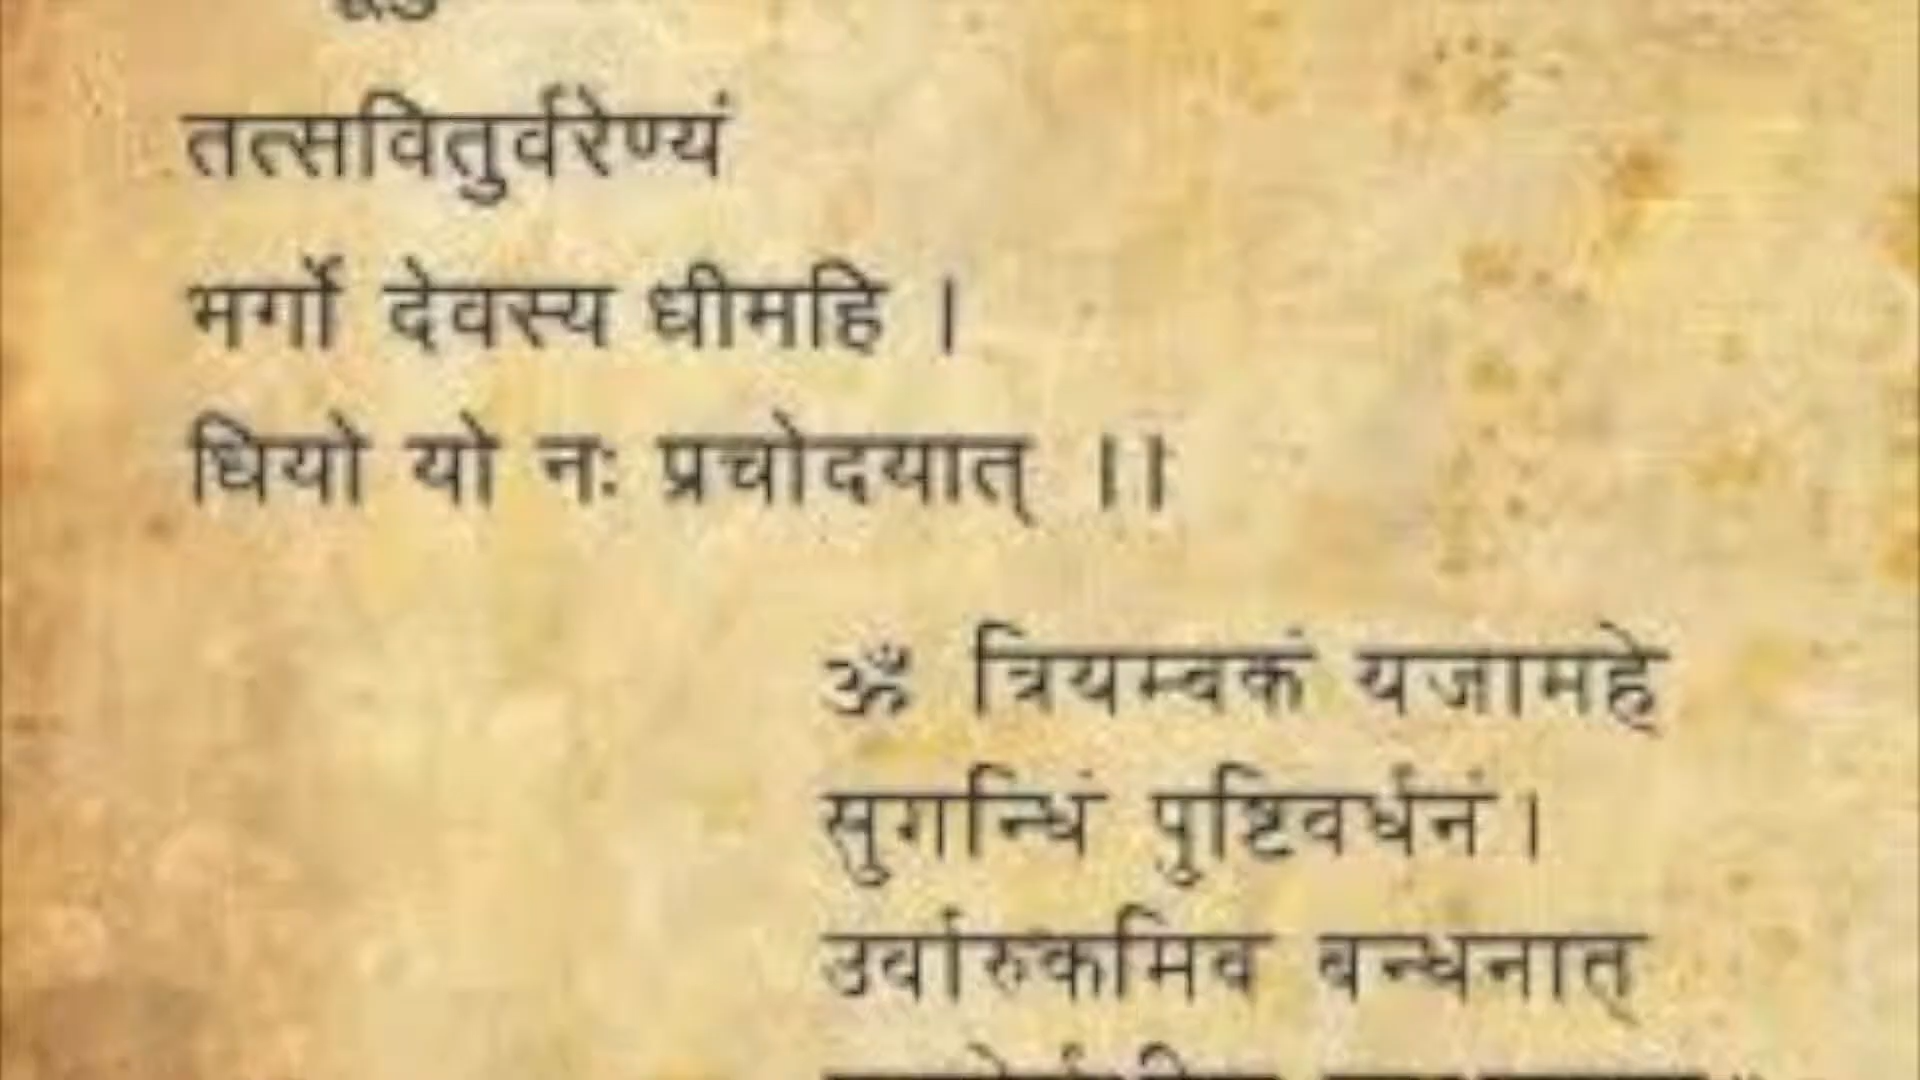 तत्सवितुर्वरेण्यं
भर्गो देवस्य धीमहि ।
धियो यो नः प्रचोदयात् ।।
ॐ त्रियम्बकं यजामहे
सुगन्धिं पुष्टिवर्धनं।
उर्वारुकमिव बन्धनात्